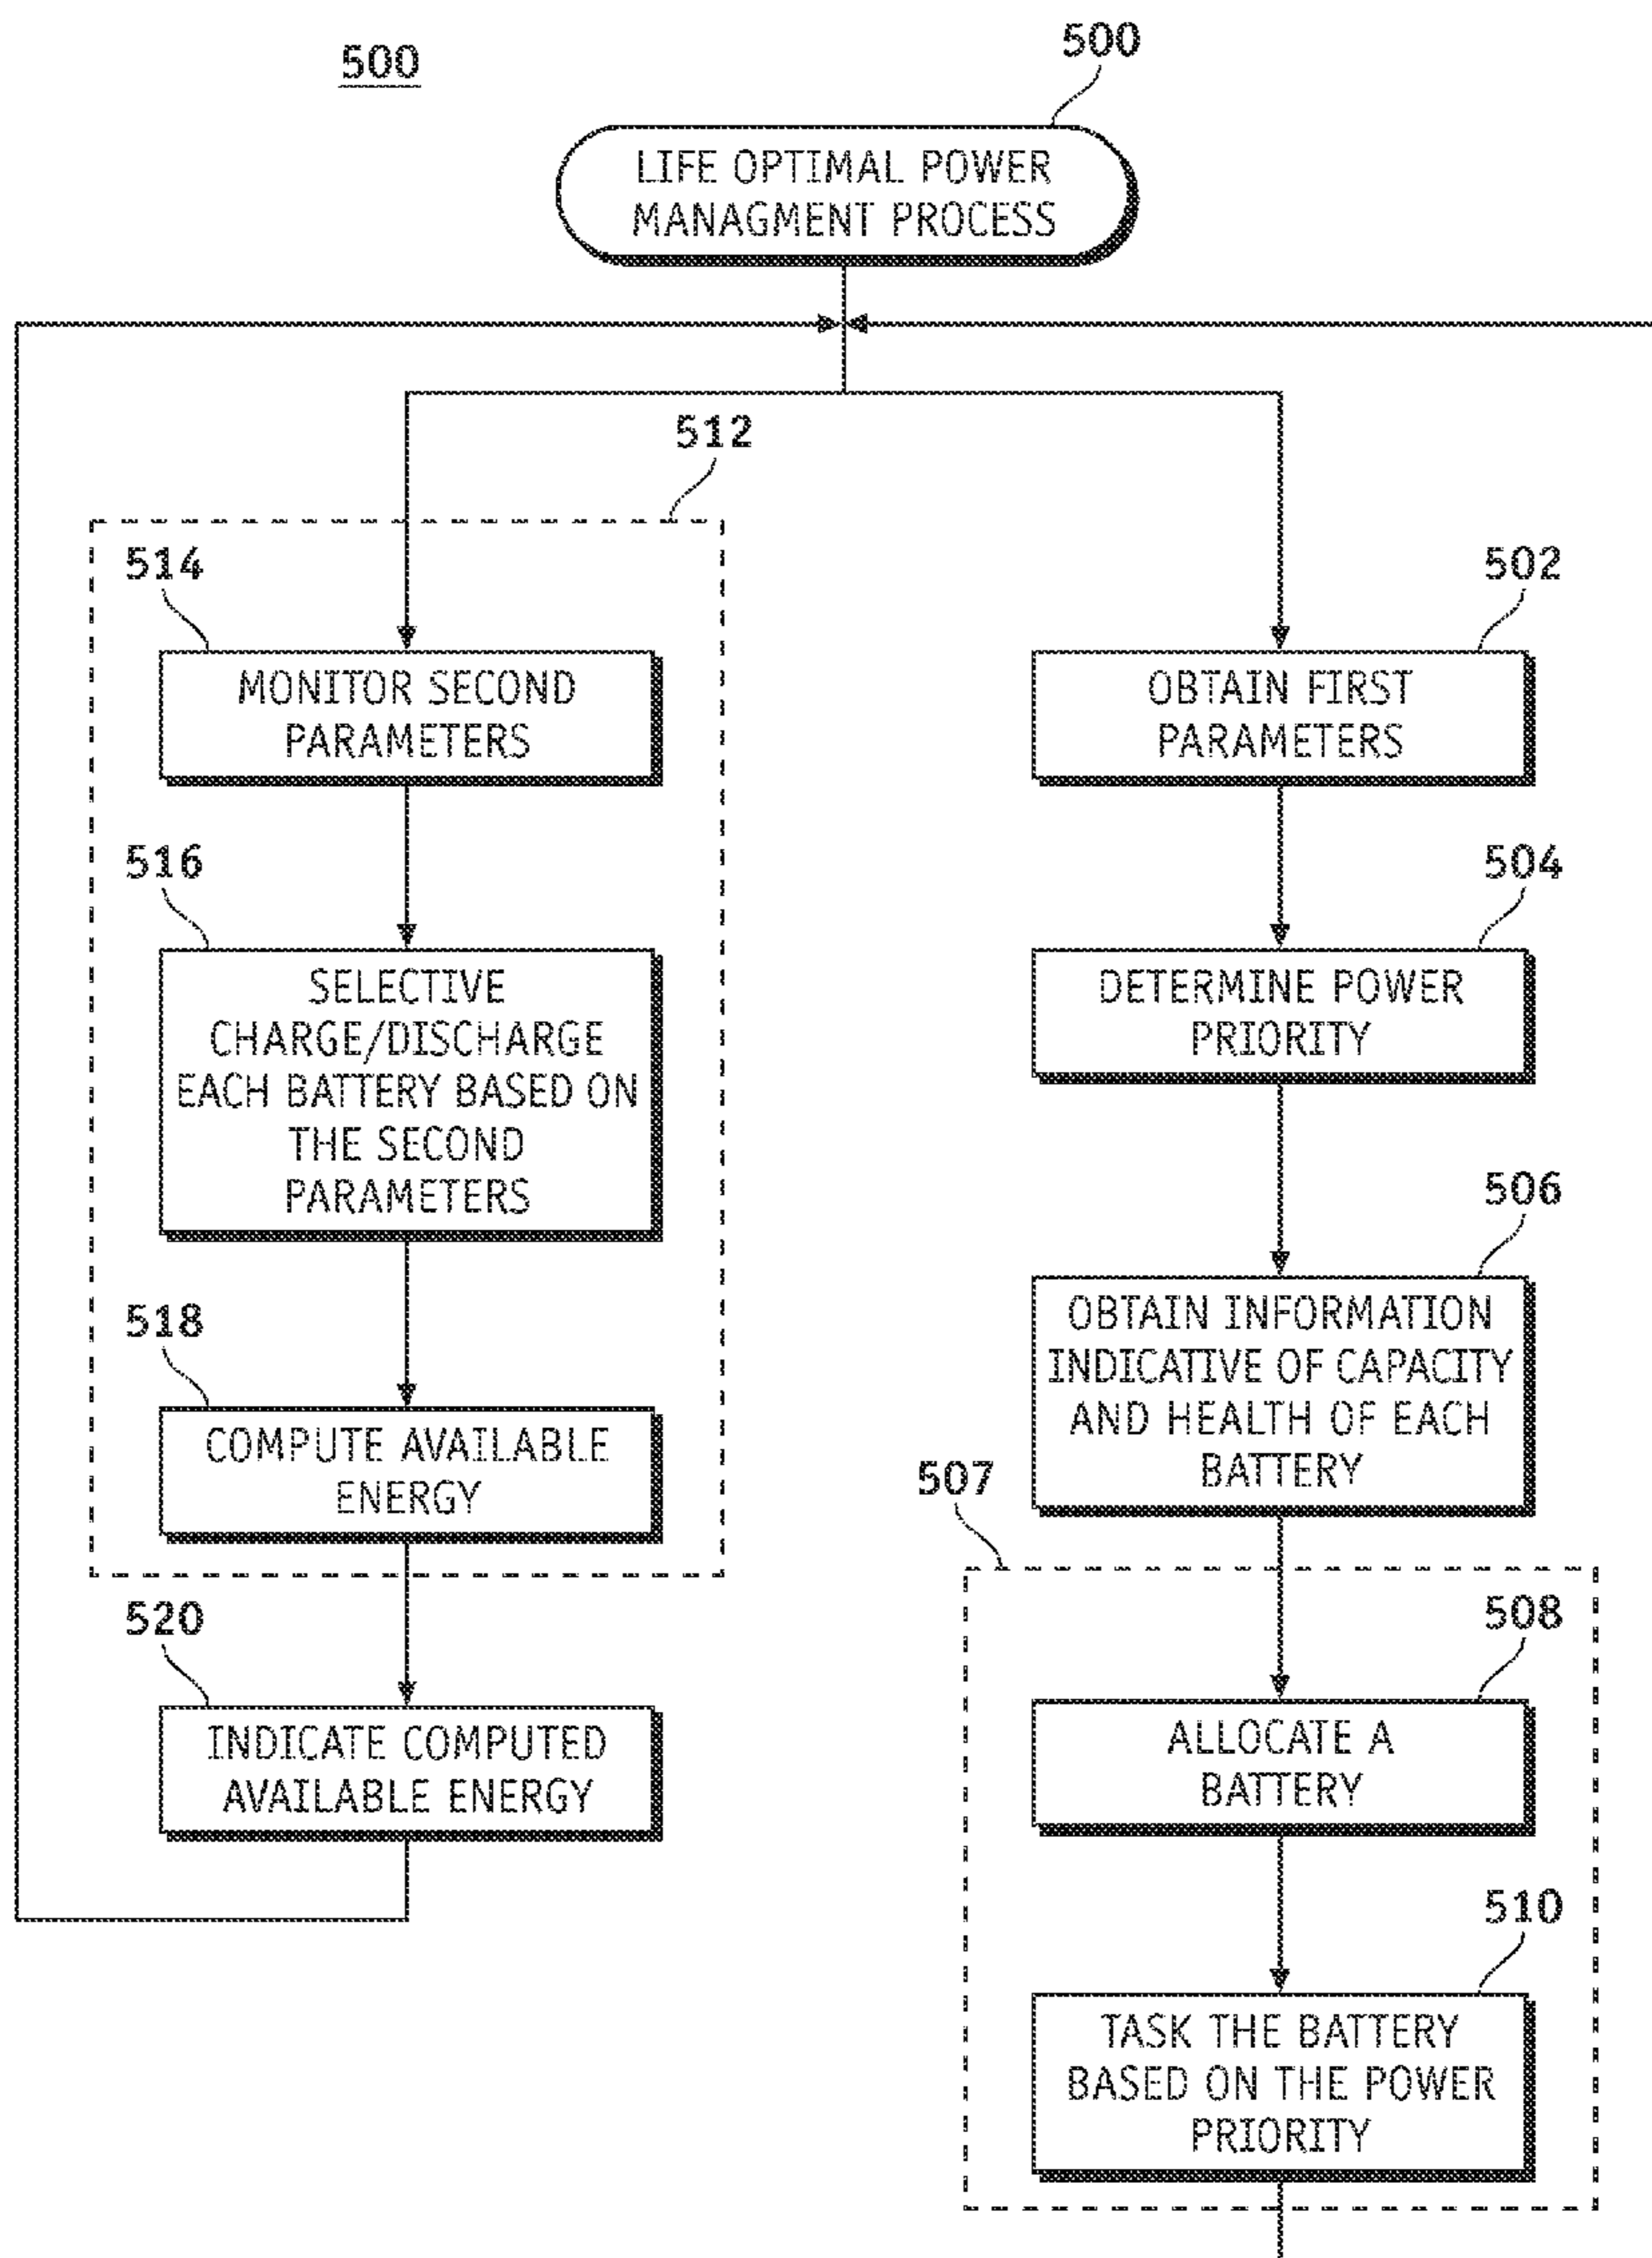 500
500
LIFE OPTIMAL POWER
MANAGMENT PROCESS
512
514
MONITOR SECOND
PARAMETERS
516
SELECTIVE
CHARGE/DISCHARGE
EACH BATTERY BASED ON
THE SECOND
PARAMETERS
518
COMPUTE AVAILABLE
ENERGY
520
INDICATE COMPUTED
AVAILABLE ENERGY
502
OBTAIN FIRST
PARAMETERS
504
DETERMINE POWER
PRIORITY
506
OBTAIN INFORMATION
INDICATIVE OF CAPACITY
AND HEALTH OF EACH
BATTERY
507
508
ALLOCATE A
BATTERY
510
TASK THE BATTERY
BASED ON THE POWER
PRIORITY